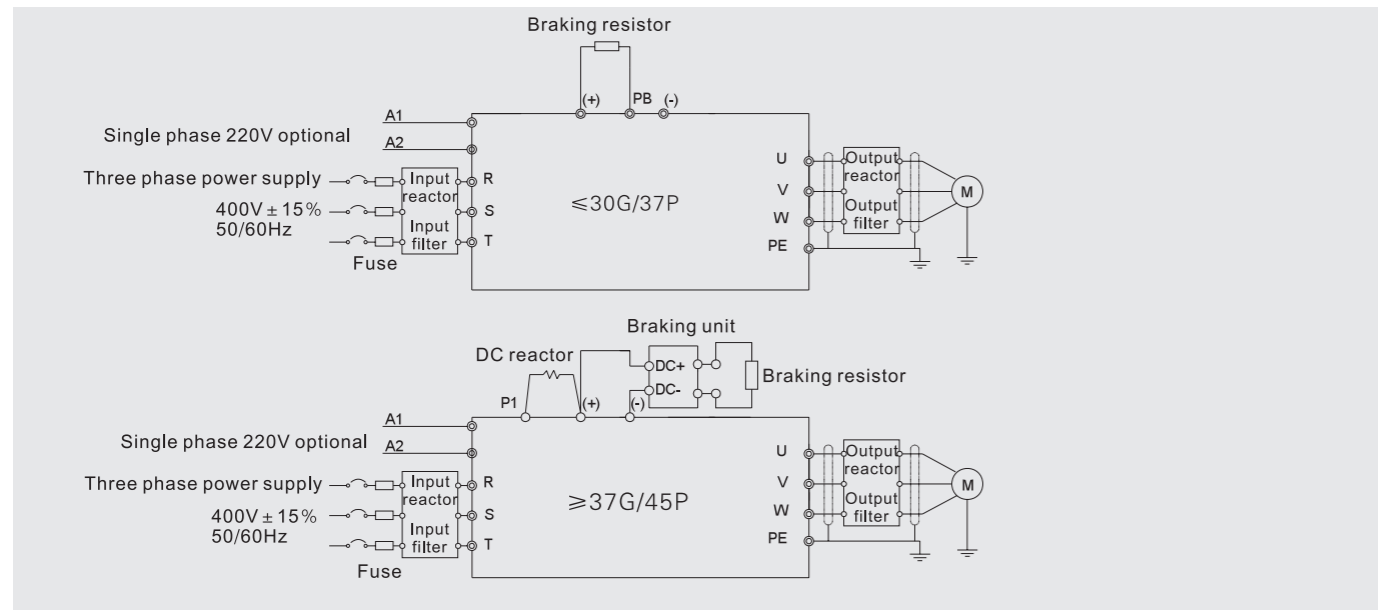 Braking resistor
(+) PB (-)
A1
Single phase 220V optional
A2
Three phase power supply
400V ± 15%
50/60Hz
Fuse
Input
reactor
Input
filter
R
S
T
≤30G/37P
U
V
W
PE
Output
reactor
Output
filter
M
Braking unit
DC reactor
DC+
DC-
Braking resistor
P1 (+) (-)
A1
Single phase 220V optional
A2
Three phase power supply
400V ± 15%
50/60Hz
Fuse
Input
reactor
Input
filter
R
S
T
≥37G/45P
U
V
W
PE
Output
reactor
Output
filter
M